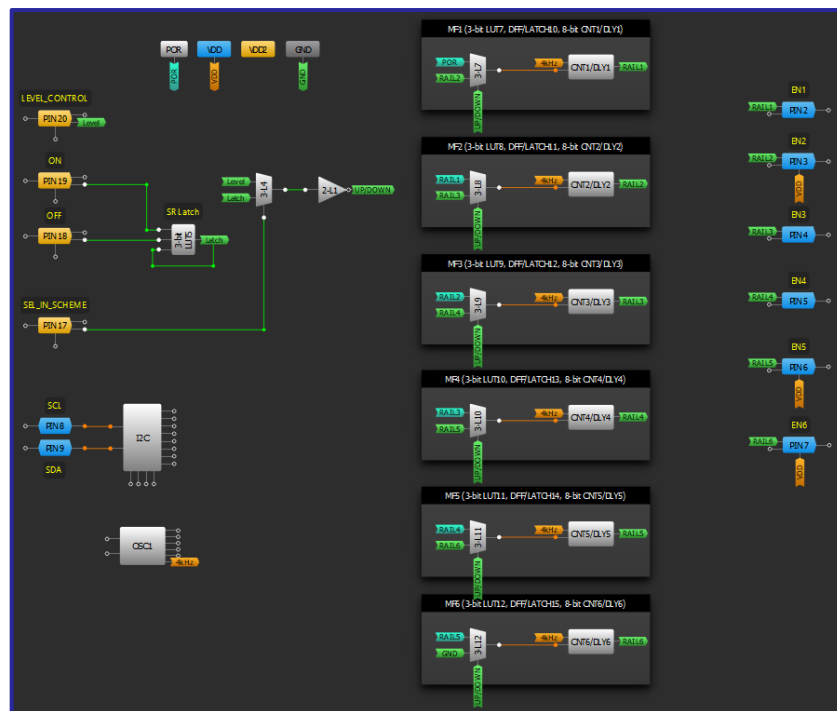 POR VDD VDD2 GND
POR VDD GND
LEVEL_CONTROL
PIN 20
Level
ON
PIN 19
OFF
PIN 18
SR Latch
3-bit LUT5
Latch
Level
Latch
3-L4
2-L1
UP/DOWN
SEL_IN_SCHEME
PIN 17
SCL
PIN 8
PIN 9
SDA
I2C
OSC1
4kHz
MF1 (3-bit LUT7, DFF/LATCH10, 8-bit CNT1/DLY1)
POR
RAIL2
3-L7
UP/DOWN
4kHz
CNT1/DLY1
RAIL1
MF2 (3-bit LUT8, DFF/LATCH11, 8-bit CNT2/DLY2)
RAIL1
RAIL3
3-L8
UP/DOWN
4kHz
CNT2/DLY2
RAIL2
MF3 (3-bit LUT9, DFF/LATCH12, 8-bit CNT3/DLY3)
RAIL2
RAIL4
3-L9
UP/DOWN
4kHz
CNT3/DLY3
RAIL3
MF4 (3-bit LUT10, DFF/LATCH13, 8-bit CNT4/DLY4)
RAIL3
RAIL5
3-L10
UP/DOWN
4kHz
CNT4/DLY4
RAIL4
MF5 (3-bit LUT11, DFF/LATCH14, 8-bit CNT5/DLY5)
RAIL4
RAIL6
3-L11
UP/DOWN
4kHz
CNT5/DLY5
RAIL5
MF6 (3-bit LUT12, DFF/LATCH15, 8-bit CNT6/DLY6)
RAIL5
GND
3-L12
UP/DOWN
4kHz
CNT6/DLY6
RAIL6
EN1
RAIL1
PIN 2
EN2
RAIL2
PIN 3
VDD
EN3
RAIL3
PIN 4
EN4
RAIL4
PIN 5
EN5
RAIL5
PIN 6
VDD
EN6
RAIL6
PIN 7
VDD